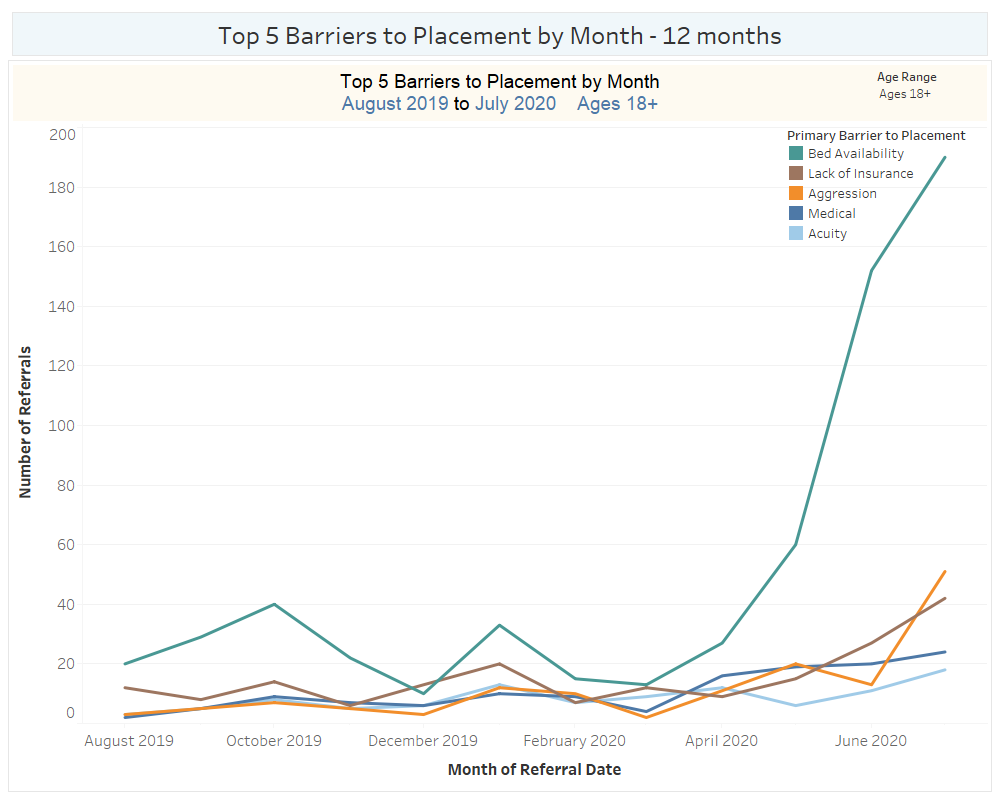 Top 5 Barriers to Placement by Month - 12 months
Top 5 Barriers to Placement by Month
August 2019 to July 2020 Ages 18+
Age Range
Ages 18+
Primary Barrier to Placement
Bed Availability
Lack of Insurance
Aggression
Medical
Acuity
Number of Referrals
200
180
160
140
120
100
80
60
40
20
0
August 2019 October 2019 December 2019 February 2020 April 2020 June 2020
Month of Referral Date